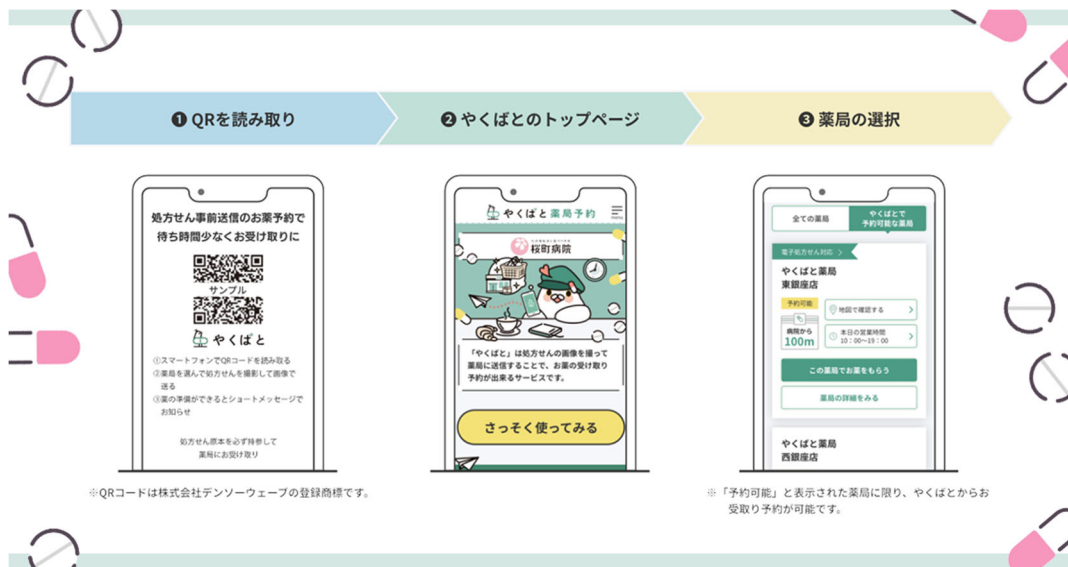 ❶ QRを読み取り
❷ やくばとのトップページ
❸ 薬局の選択
処方せん事前送信のお薬予約で
待ち時間少なくお受け取りに
サンプル
やくばと
①スマートフォンでQRコードを読み取る
②薬局を選んで処方せんを撮影して画像で
送る
③薬の準備ができるとショートメッセージで
お知らせ
処方せん原本を必ず持参して
薬局にお受け取り
※QRコードは株式会社デンソーウェーブの登録商標です。
やくばと薬局予約
menu
桜町病院
「やくばと」は処方せんの画像を撮って
薬局に送信することで、お薬の受け取り
予約が出来るサービスです。
さっそく使ってみる
全ての薬局
やくばとで
予約可能な薬局
電子処方せん対応
やくばと薬局
東銀座店
予約可能
病院から
100m
地図で確認する
本日の営業時間
10：00〜19：00
この薬局でお薬をもらう
薬局の詳細をみる
やくばと薬局
西銀座店
※「予約可能」と表示された薬局に限り、やくばとからお
受取り予約が可能です。